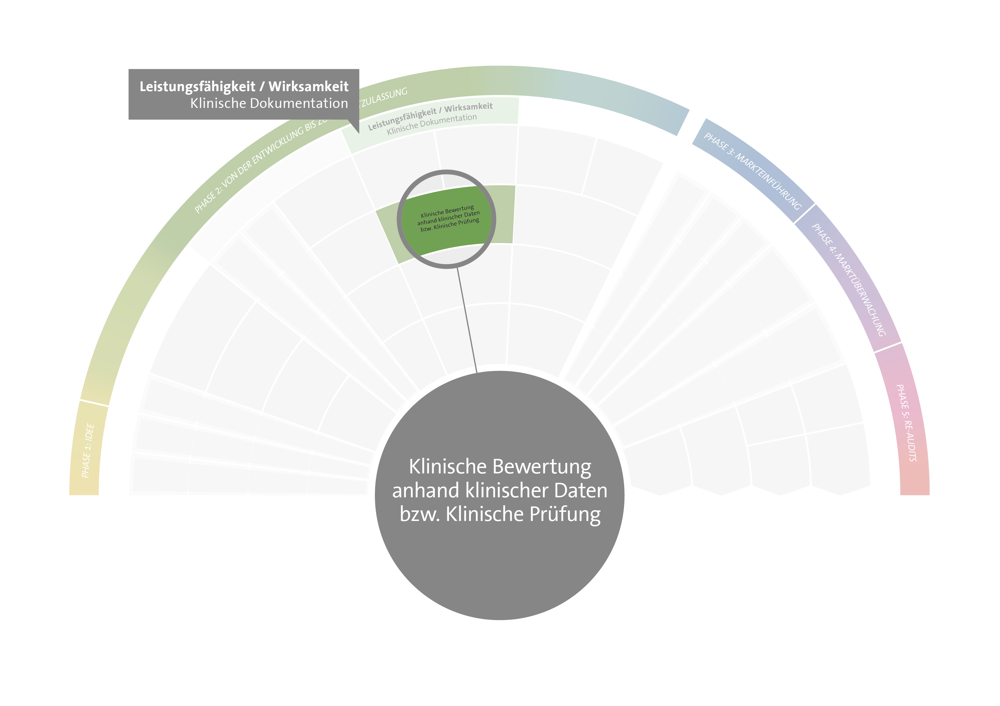 Leistungsfähigkeit / Wirksamkeit
Klinische Dokumentation
PHASE 1: IDEE
PHASE 2: VON DER ENTWICKLUNG BIS
TZULASSUNG
Leistungsfähigkeit / Wirksamkeit
Klinische Dokumentation
PHASE 3: MARKTEINFÜHRUNG
PHASE 4: MARKTÜBERWACHUNG
PHASE 5: RE-AUDITS
Klinische Bewertung
anhand klinischer Daten
bzw. Klinische Prüfung
Klinische Bewertung
anhand klinischer Daten
bzw. Klinische Prüfung